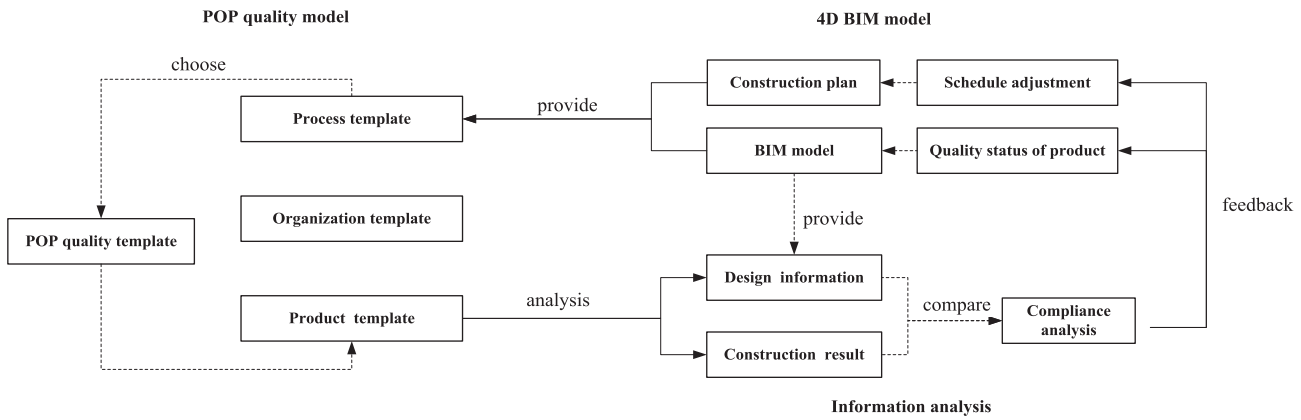 POP quality model
4D BIM model
choose
Construction plan
Schedule adjustment
Process template
provide
BIM model
Quality status of product
Organization template
feedback
POP quality template
provide
Design information
analysis
compare
Product template
Compliance
analysis
Construction result
Information analysis